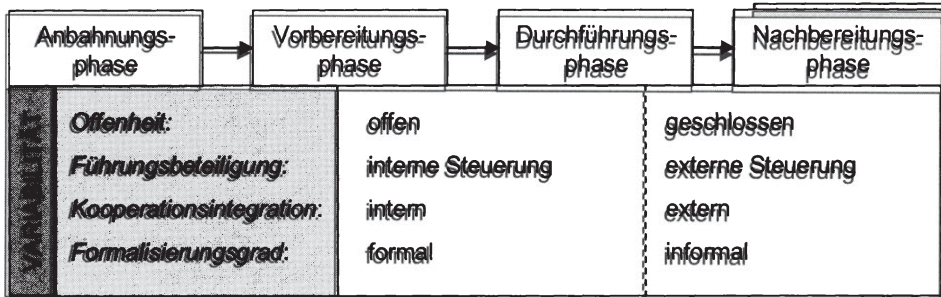 Anbahnungs-
phase
Vorbereitungs-
phase
Durchführungs-
phase
Nachbereitungs-
phase
VARIABILITÄT
Offenheit: offen geschlossen
Führungsbeteiligung: interne Steuerung externe Steuerung
Kooperationsintegration: intern extern
Formalisierungsgrad: formal informal